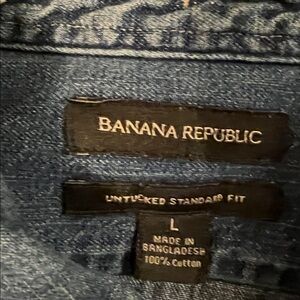 BANANA REPUBLIC
UNTUCKED STANDARD FIT
L
MADE IN
BANGLADESH
100% Cotton